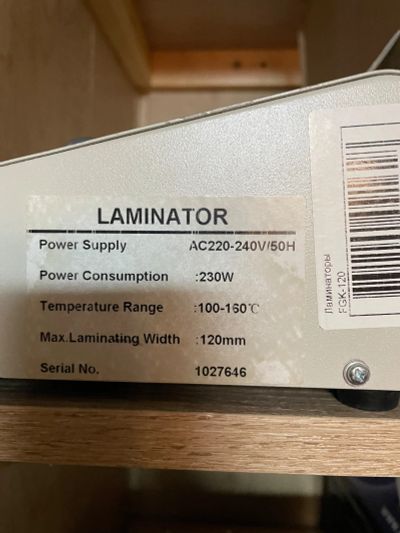 LAMINATOR
Power Supply AC220-240V/50H
Power Consumption :230W
Temperature Range :100-160℃
Max.Laminating Width :120mm
Serial No. 1027646
Ламинаторы
FGK-120